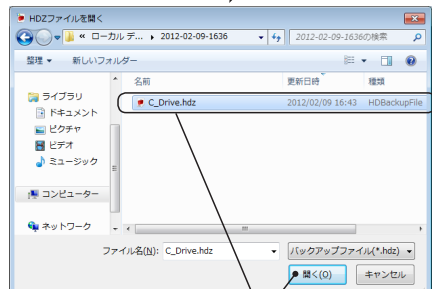 HDZファイルを開く
« ローカル デ... ▸ 2012-02-09-1636
2012-02-09-1636の検索
整理 ▼ 新しいフォルダー
名前 更新日時 種類
ライブラリ
C_Drive.hdz 2012/02/09 16:43 HDBackupFile
ドキュメント
ピクチャ
ビデオ
ミュージック
コンピューター
ネットワーク
ファイル名(N): C_Drive.hdz バックアップファイル(*.hdz)
開く(O) キャンセル